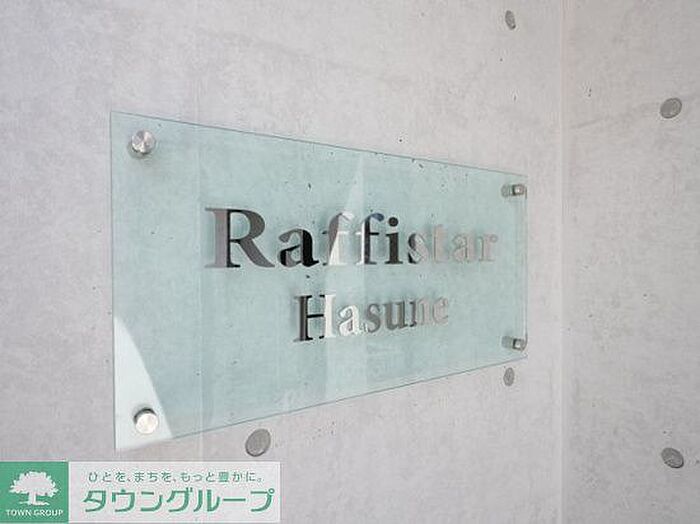 Raffistar
Hasune
ひとを、まちを、もっと豊かに。
タウングループ
TOWN GROUP